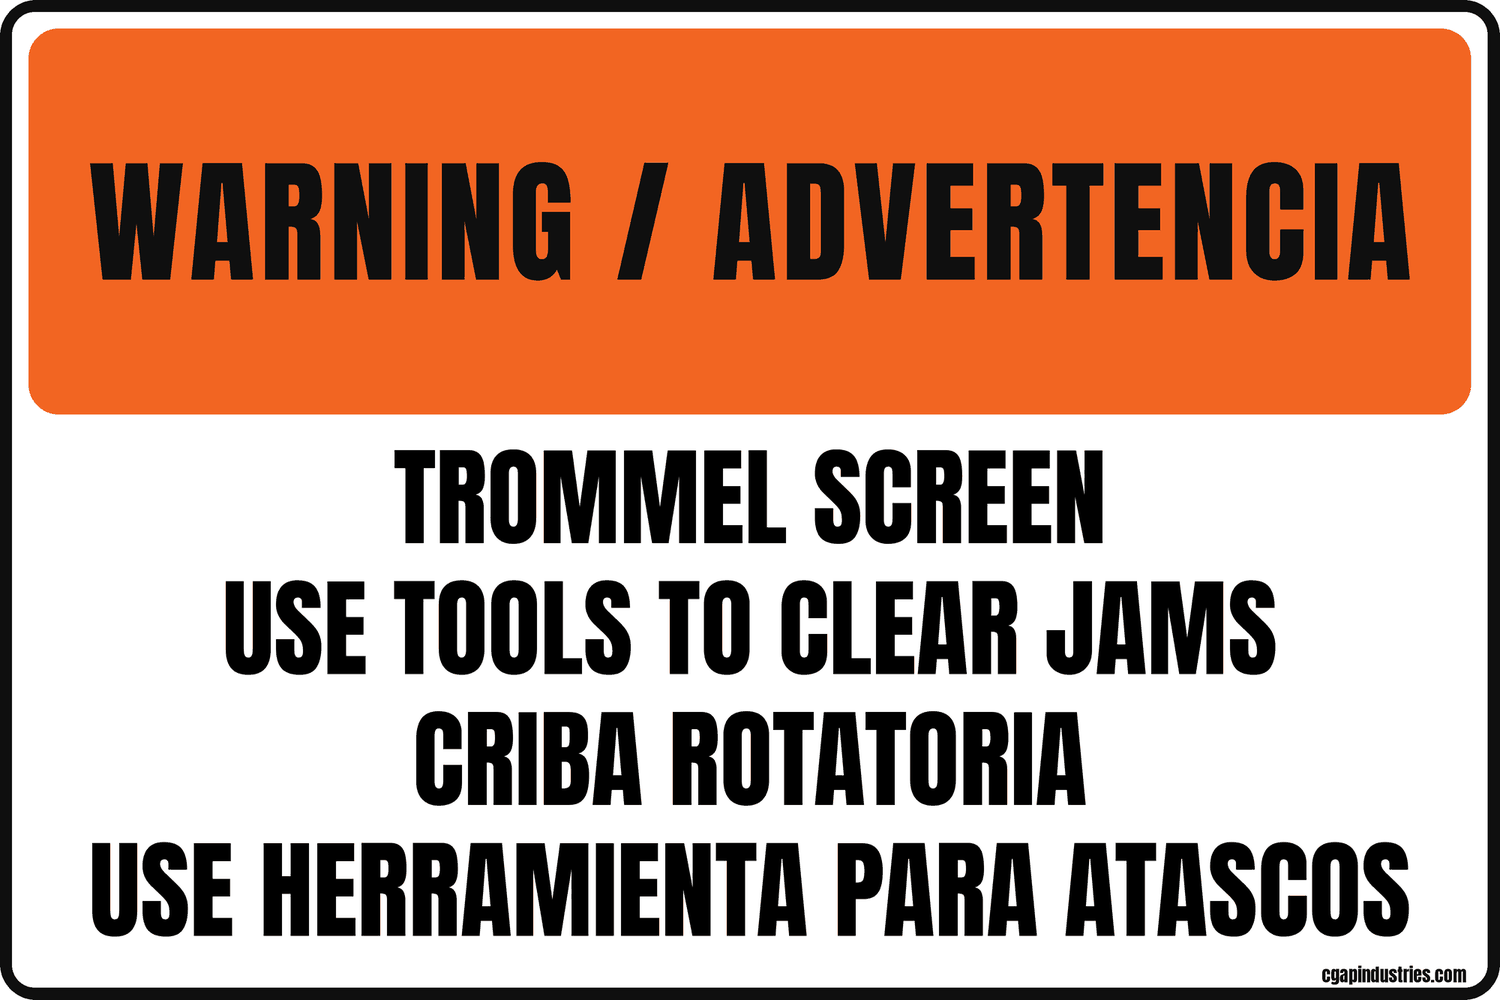 WARNING / ADVERTENCIA
TROMMEL SCREEN
USE TOOLS TO CLEAR JAMS
CRIBA ROTATORIA
USE HERRAMIENTA PARA ATASCOS
cgapindustries.com